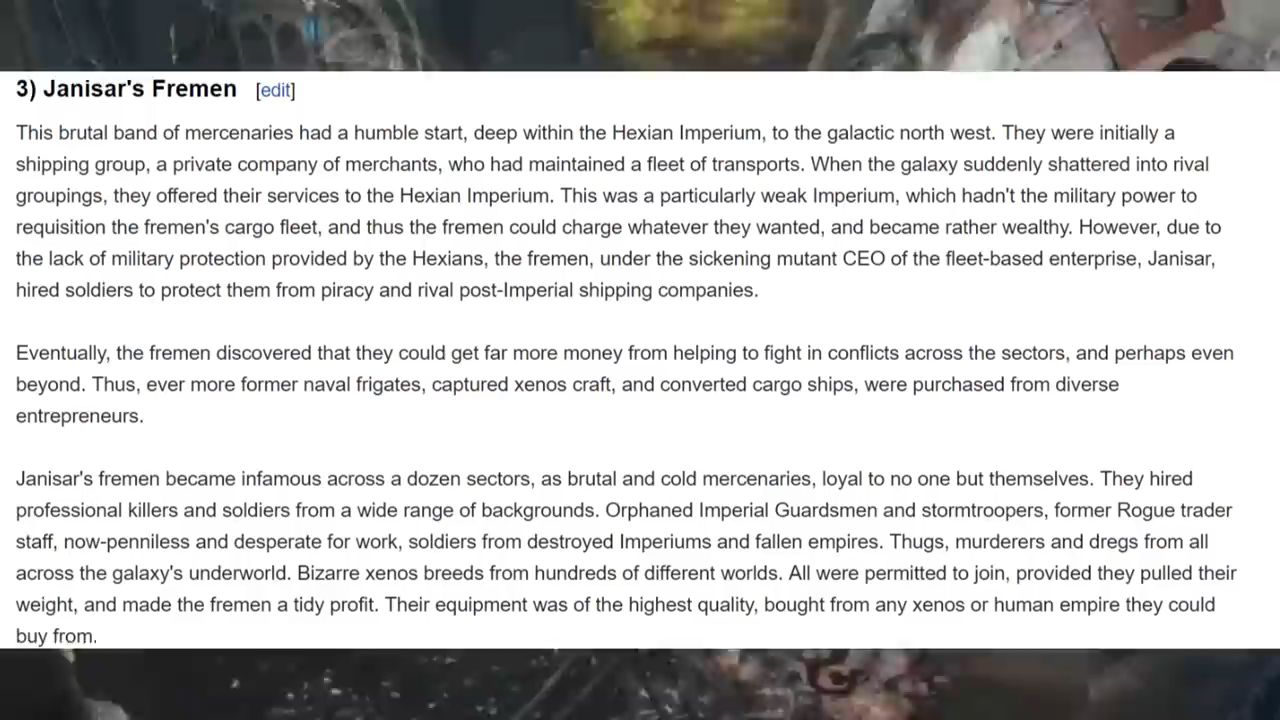 3) Janisar's Fremen [edit]
This brutal band of mercenaries had a humble start, deep within the Hexian Imperium, to the galactic north west. They were initially a
shipping group, a private company of merchants, who had maintained a fleet of transports. When the galaxy suddenly shattered into rival
groupings, they offered their services to the Hexian Imperium. This was a particularly weak Imperium, which hadn't the military power to
requisition the fremen's cargo fleet, and thus the fremen could charge whatever they wanted, and became rather wealthy. However, due to
the lack of military protection provided by the Hexians, the fremen, under the sickening mutant CEO of the fleet-based enterprise, Janisar,
hired soldiers to protect them from piracy and rival post-Imperial shipping companies.
Eventually, the fremen discovered that they could get far more money from helping to fight in conflicts across the sectors, and perhaps even
beyond. Thus, ever more former naval frigates, captured xenos craft, and converted cargo ships, were purchased from diverse
entrepreneurs.
Janisar's fremen became infamous across a dozen sectors, as brutal and cold mercenaries, loyal to no one but themselves. They hired
professional killers and soldiers from a wide range of backgrounds. Orphaned Imperial Guardsmen and stormtroopers, former Rogue trader
staff, now-penniless and desperate for work, soldiers from destroyed Imperiums and fallen empires. Thugs, murderers and dregs from all
across the galaxy's underworld. Bizarre xenos breeds from hundreds of different worlds. All were permitted to join, provided they pulled their
weight, and made the fremen a tidy profit. Their equipment was of the highest quality, bought from any xenos or human empire they could
buy from.